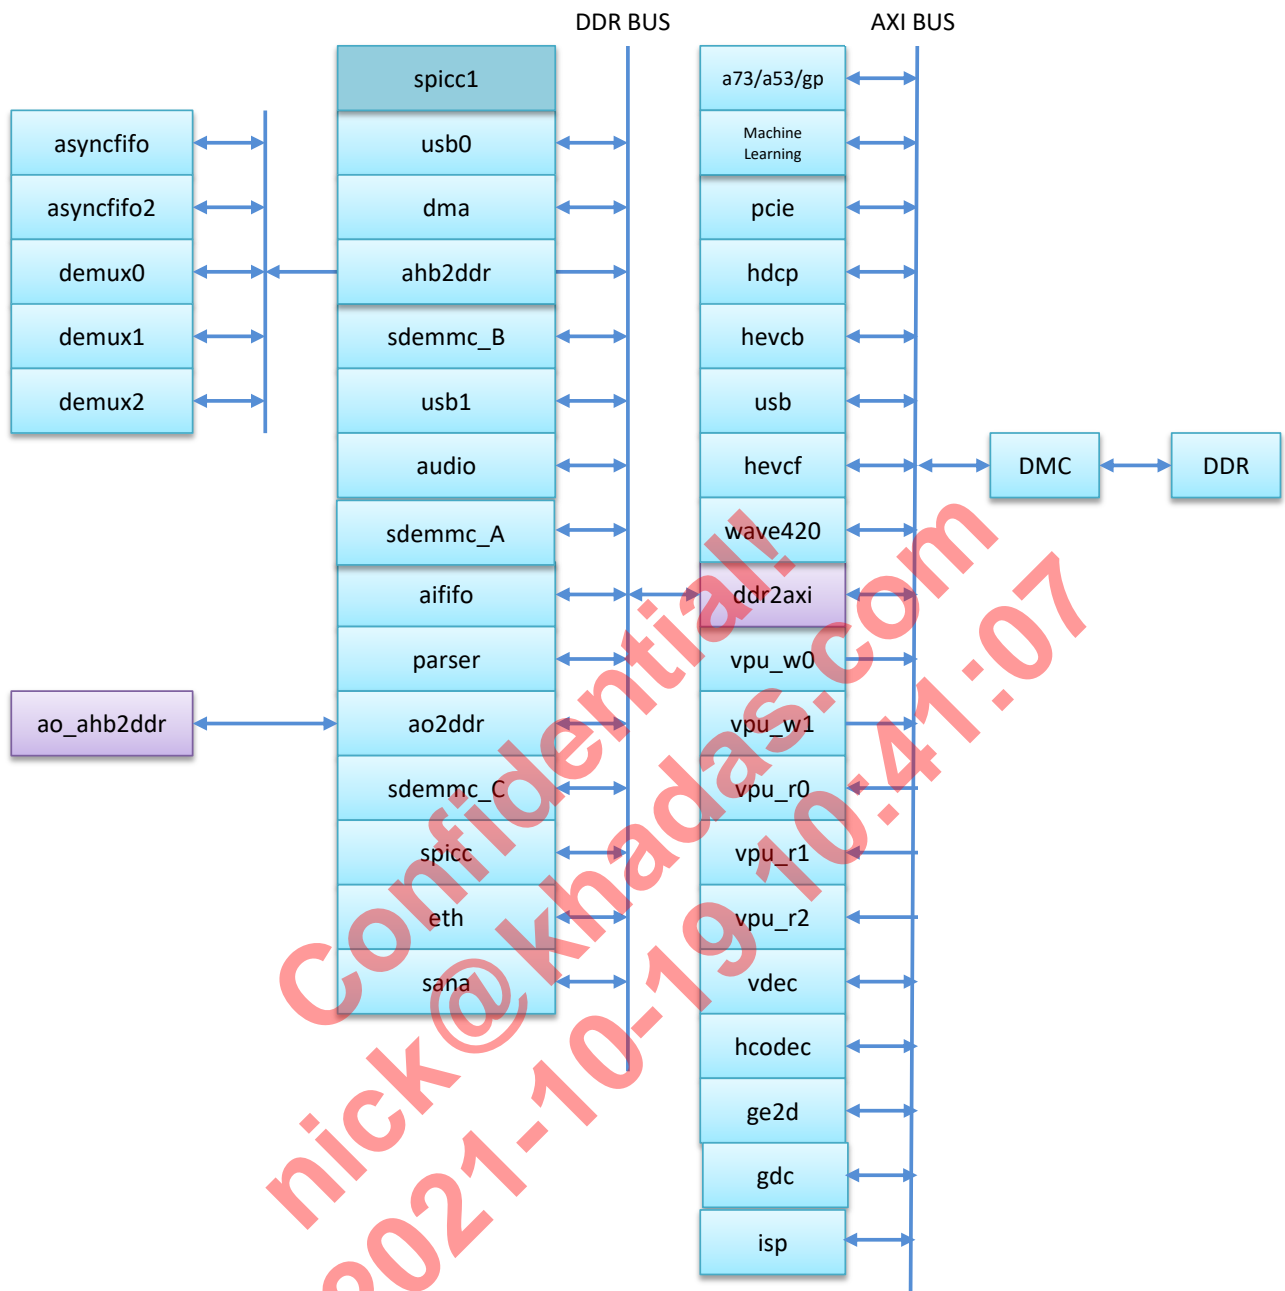 DDR BUS
AXI BUS
asyncfifo
asyncfifo2
demux0
demux1
demux2
ao_ahb2ddr
spicc1
usb0
dma
ahb2ddr
sdemmc_B
usb1
audio
sdemmc_A
aififo
parser
ao2ddr
sdemmc_C
spicc
eth
sana
a73/a53/gp
Machine
Learning
pcie
hdcp
hevcb
usb
hevcf
wave420
ddr2axi
vpu_w0
vpu_w1
vpu_r0
vpu_r1
vpu_r2
vdec
hcodec
ge2d
gdc
isp
DMC
DDR
Confidential!
nick@khadas.com
2021-10-19 10:41:07